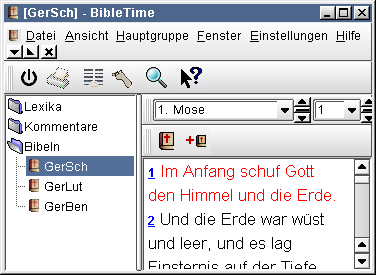 [GerSch] - BibleTime
Datei Ansicht Hauptgruppe Fenster Einstellungen Hilfe
Lexika
Kommentare
Bibeln
GerSch
GerLut
GerBen
1. Mose 1
1 Im Anfang schuf Gott
den Himmel und die Erde.
2 Und die Erde war wüst
und leer, und es lag
Finsternis auf der Tiefe